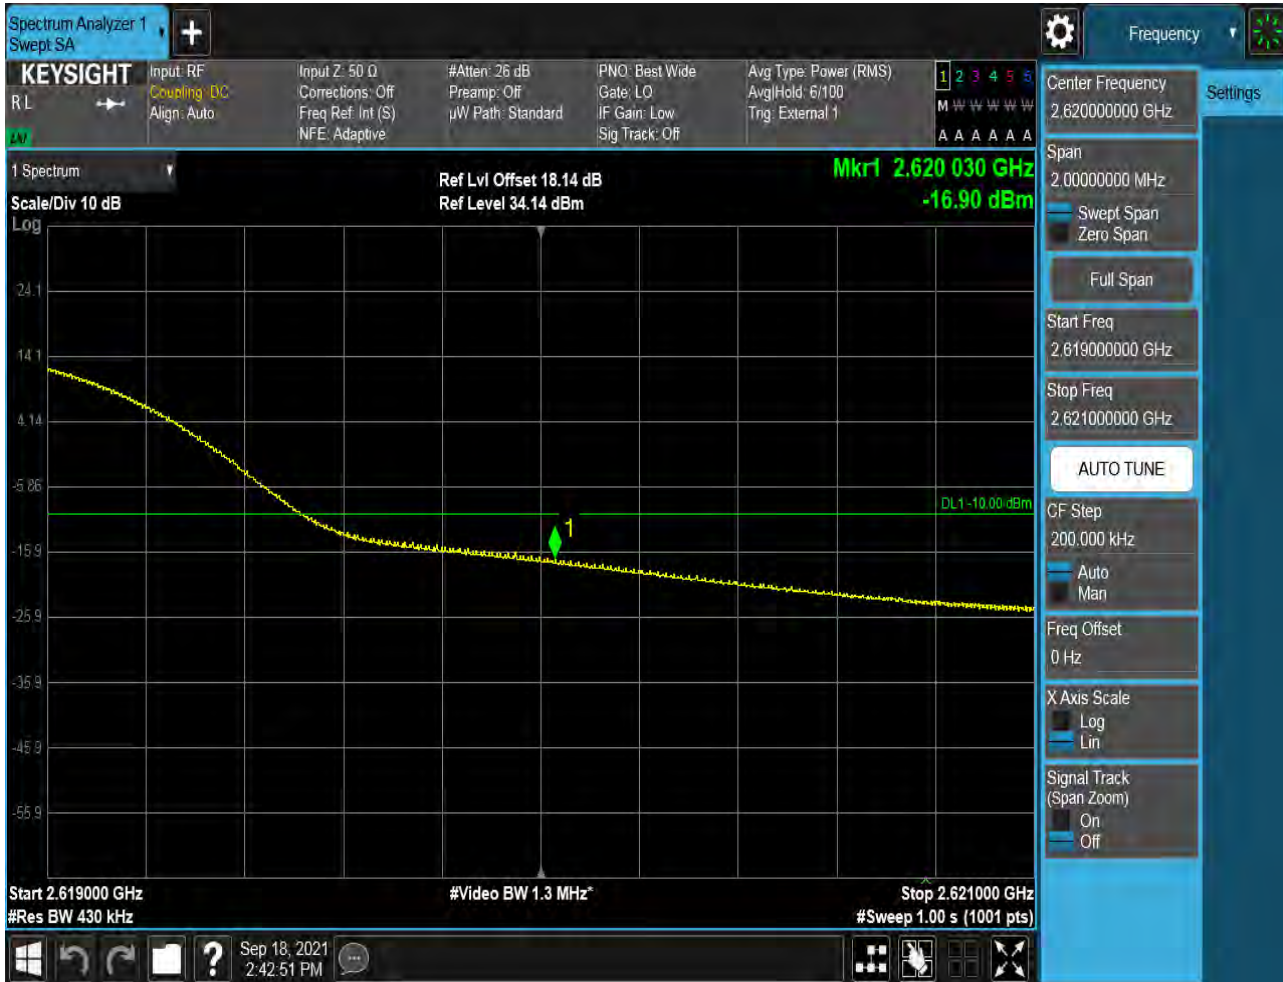 Spectrum Analyzer 1
Swept SA
Frequency
KEYSIGHT
RL
LNI
Input: RF
Coupling: DC
Align: Auto
Input Z: 50 Ω
Corrections: Off
Freq Ref: Int (S)
NFE: Adaptive
#Atten: 26 dB
Preamp: Off
µW Path: Standard
PNO: Best Wide
Gate: LO
IF Gain: Low
Sig Track: Off
Avg Type: Power (RMS)
Avg|Hold: 6/100
Trig: External 1
1 2 3 4 5 6
M W W W W W
A A A A A A
1 Spectrum
Scale/Div 10 dB
Log
Ref Lvl Offset 18.14 dB
Ref Level 34.14 dBm
Mkr1 2.620 030 GHz
-16.90 dBm
24.1
14.1
4.14
-5.86
-15.9
-25.9
-35.9
-45.9
-55.9
DL1 -10.00 dBm
1
Start 2.619000 GHz
#Res BW 430 kHz
#Video BW 1.3 MHz*
Stop 2.621000 GHz
#Sweep 1.00 s (1001 pts)
Center Frequency
2.620000000 GHz
Settings
Span
2.00000000 MHz
Swept Span
Zero Span
Full Span
Start Freq
2.619000000 GHz
Stop Freq
2.621000000 GHz
AUTO TUNE
CF Step
200.000 kHz
Auto
Man
Freq Offset
0 Hz
X Axis Scale
Log
Lin
Signal Track
(Span Zoom)
On
Off
?
Sep 18, 2021
2:42:51 PM